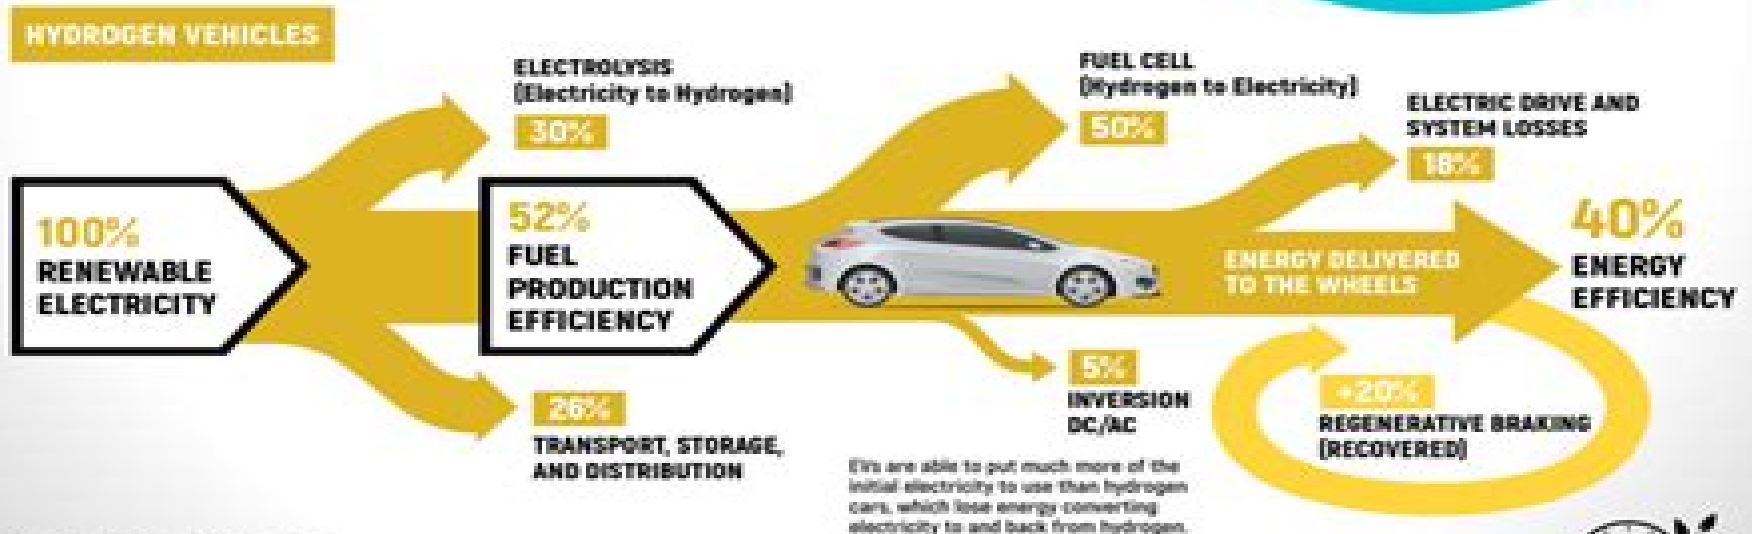 HYDROGEN VEHICLES
100%
RENEWABLE
ELECTRICITY
ELECTROLYSIS
(Electricity to Hydrogen)
30%
52%
FUEL
PRODUCTION
EFFICIENCY
26%
TRANSPORT, STORAGE,
AND DISTRIBUTION
FUEL CELL
(Hydrogen to Electricity)
50%
ELECTRIC DRIVE AND
SYSTEM LOSSES
18%
ENERGY DELIVERED
TO THE WHEELS
40%
ENERGY
EFFICIENCY
5%
INVERSION
DC/AC
+20%
REGENERATIVE BRAKING
(RECOVERED)
EVs are able to put much more of the
initial electricity to use than hydrogen
cars, which lose energy converting
electricity to and back from hydrogen.